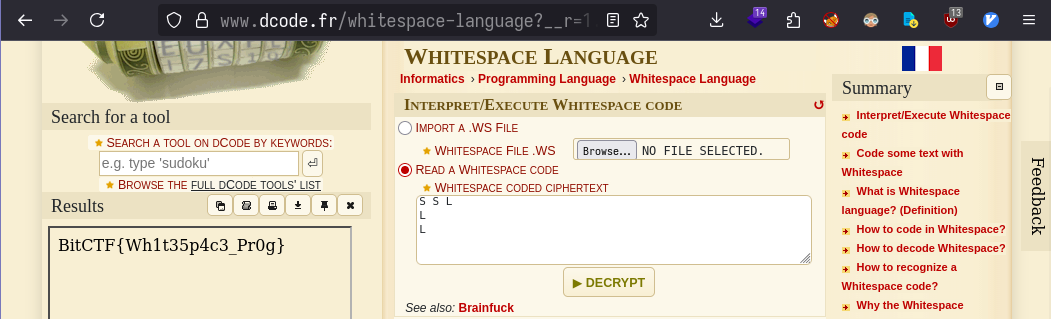 www.dcode.fr/whitespace-language?__r=1
14
13
Search for a tool
★ Search a tool on dCode by keywords:
e.g. type 'sudoku'
★ Browse the full dCode tools' list
Results
BitCTF{Wh1t35p4c3_Pr0g}
Whitespace Language
Informatics › Programming Language › Whitespace Language
Interpret/Execute Whitespace code
Import a .WS File
★ Whitespace File .WS Browse... NO FILE SELECTED.
Read a Whitespace code
★ Whitespace coded ciphertext
S S L
L
L
▶ DECRYPT
See also: Brainfuck
Summary
Interpret/Execute Whitespace
code
Code some text with
Whitespace
What is Whitespace
language? (Definition)
How to code in Whitespace?
How to decode Whitespace?
How to recognize a
Whitespace code?
Why the Whitespace
Feedback